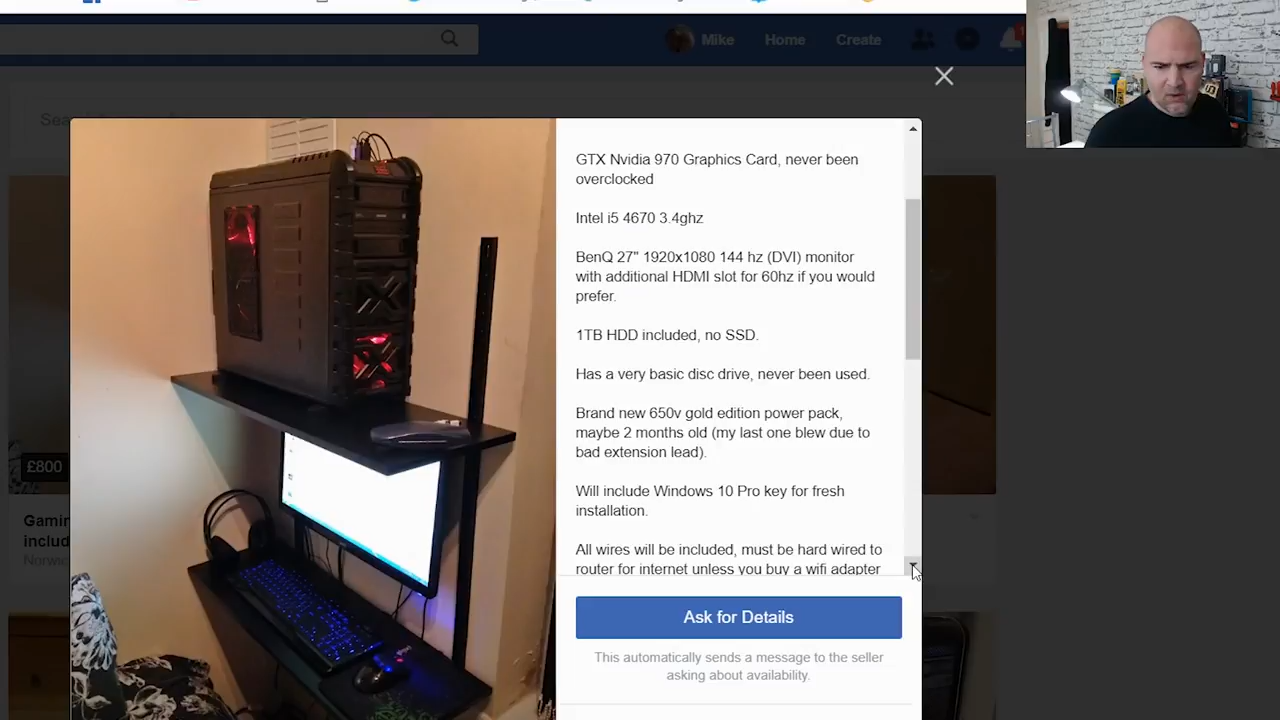 Mike Home Create
Sea
GTX Nvidia 970 Graphics Card, never been
overclocked
Intel i5 4670 3.4ghz
BenQ 27" 1920x1080 144 hz (DVI) monitor
with additional HDMI slot for 60hz if you would
prefer.
1TB HDD included, no SSD.
Has a very basic disc drive, never been used.
Brand new 650v gold edition power pack,
maybe 2 months old (my last one blew due to
bad extension lead).
Will include Windows 10 Pro key for fresh
installation.
All wires will be included, must be hard wired to
router for internet unless you buy a wifi adapter
£800
Gamin
inclu
Norwic
Ask for Details
This automatically sends a message to the seller
asking about availability.